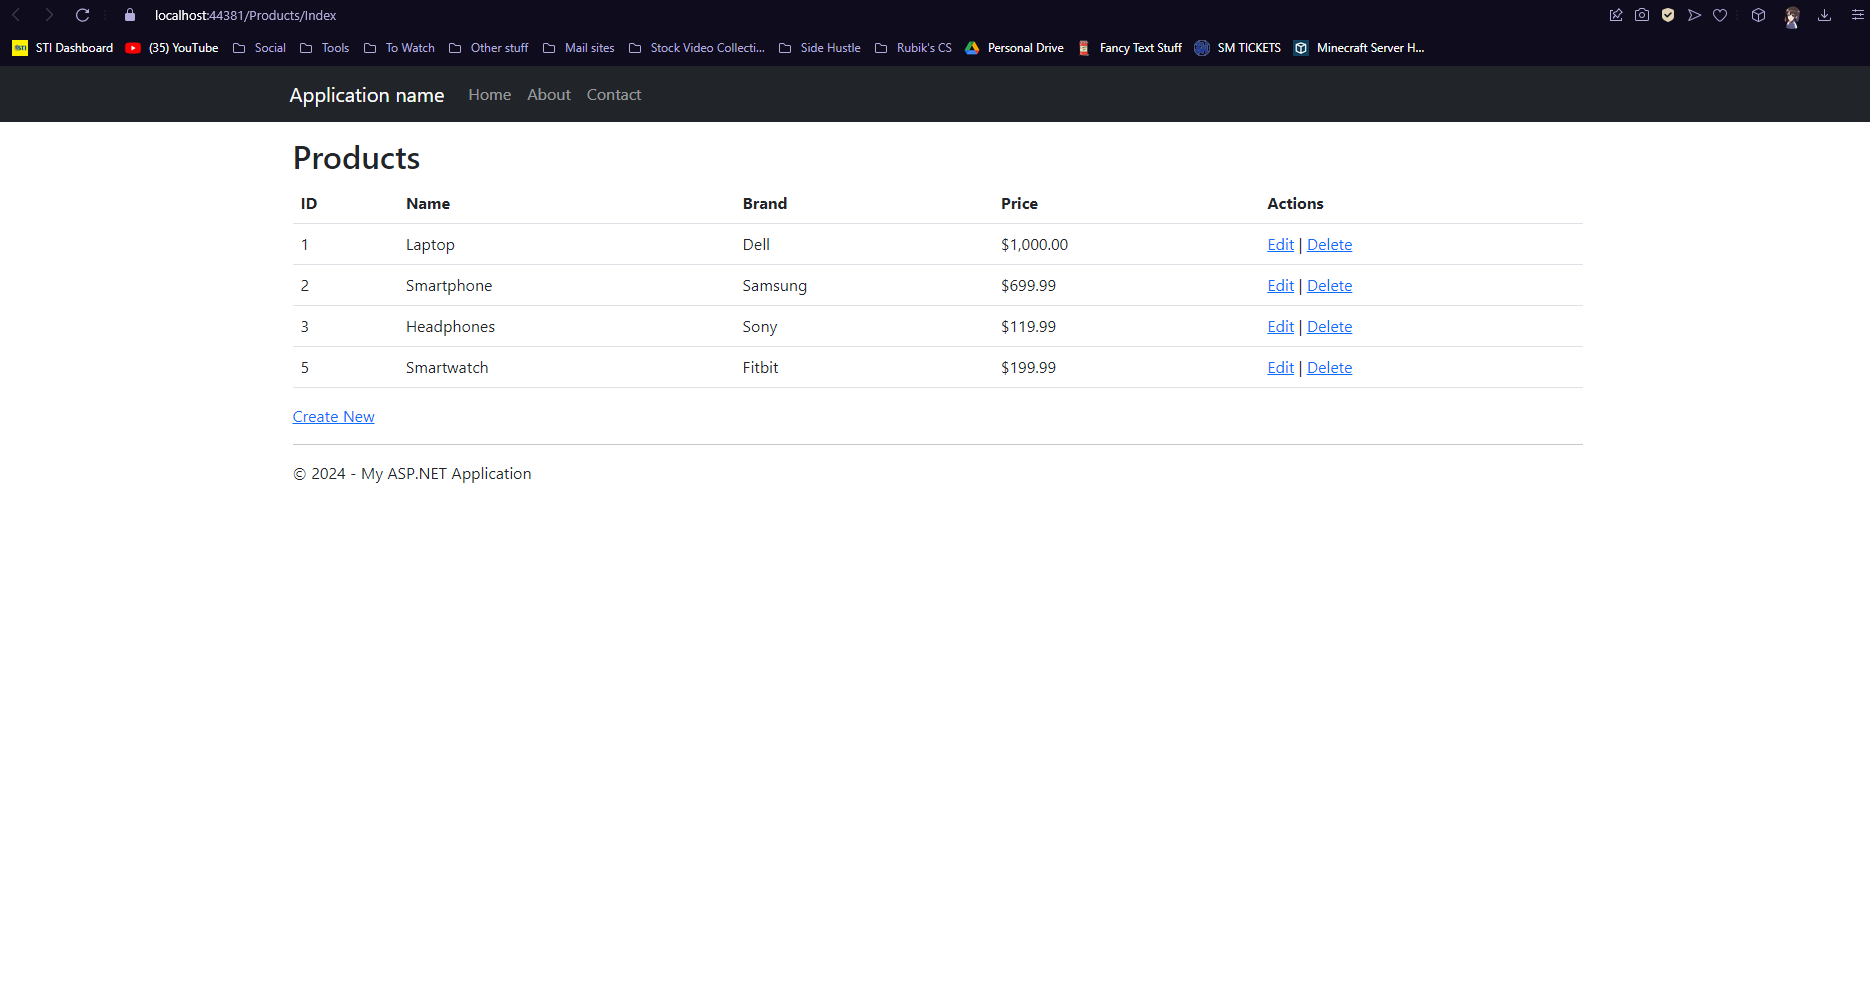 localhost:44381/Products/Index
STI STI Dashboard (35) YouTube Social Tools To Watch Other stuff Mail sites Stock Video Collecti... Side Hustle Rubik's CS Personal Drive Fancy Text Stuff SM TICKETS Minecraft Server H...
Application name Home About Contact
Products
ID Name Brand Price Actions
1 Laptop Dell $1,000.00 Edit | Delete
2 Smartphone Samsung $699.99 Edit | Delete
3 Headphones Sony $119.99 Edit | Delete
5 Smartwatch Fitbit $199.99 Edit | Delete
Create New
© 2024 - My ASP.NET Application